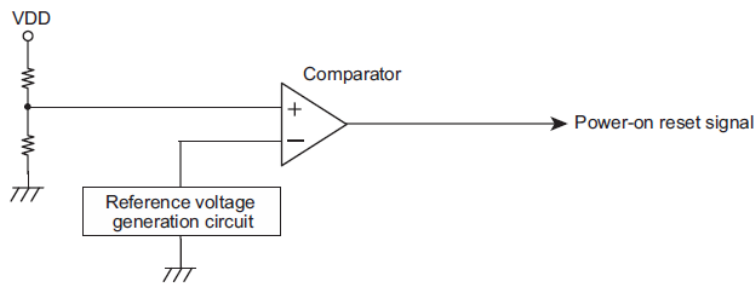 VDD
Comparator
+
−
Power-on reset signal
Reference voltage
generation circuit